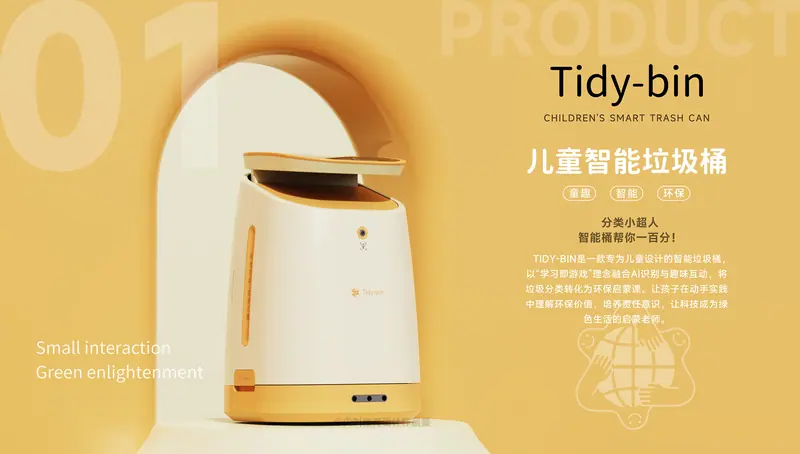 01
PRODUCT
Tidy-bin
CHILDREN'S SMART TRASH CAN
儿童智能垃圾桶
童趣 智能 环保
分类小超人
智能桶帮你一百分!
TIDY-BIN是一款专为儿童设计的智能垃圾桶,
以“学习即游戏”理念融合AI识别与趣味互动, 将
垃圾分类转化为环保启蒙课。让孩子在动手实践
中理解环保价值, 培养责任意识, 让科技成为绿
色生活的启蒙老师。
Tidy-bin
Small interaction
Green enlightenment